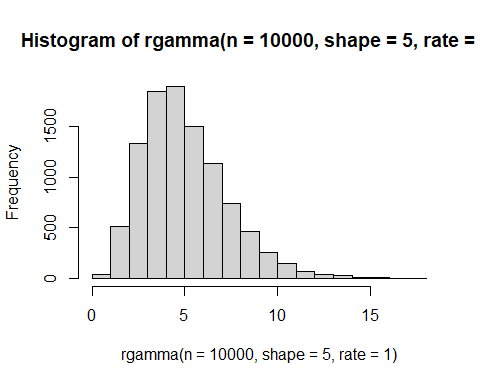 Histogram of rgamma(n = 10000, shape = 5, rate =
Frequency
1500
1000
500
0
0 5 10 15
rgamma(n = 10000, shape = 5, rate = 1)